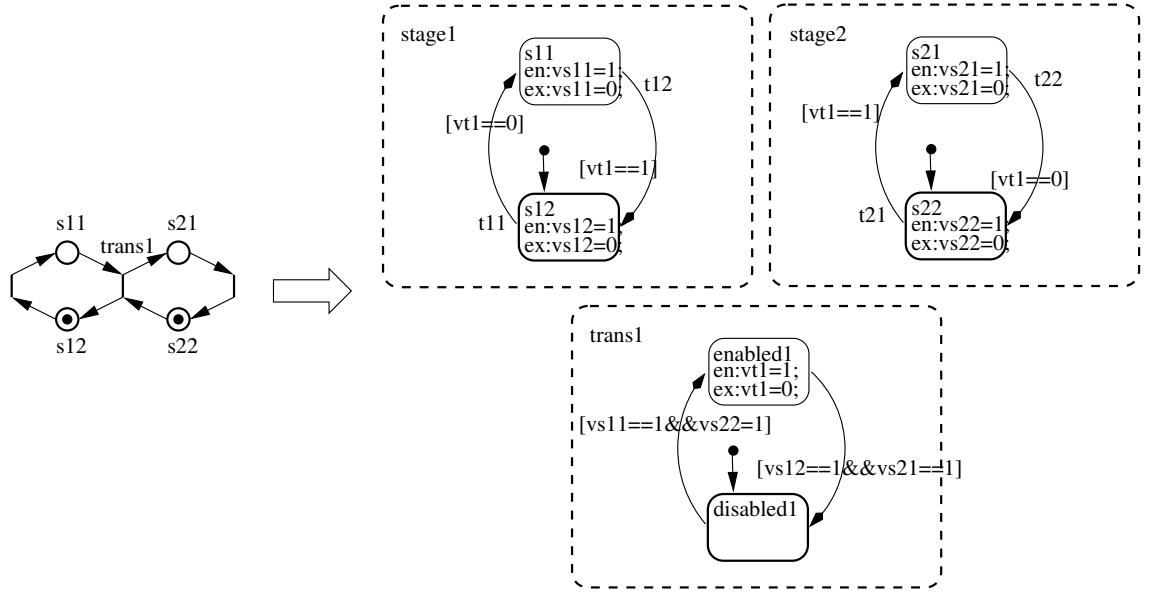 stage1
s11
en:vs11=1;
ex:vs11=0;
t12
[vt1==0]
[vt1==1]
t11
s12
en:vs12=1;
ex:vs12=0;
stage2
s21
en:vs21=1;
ex:vs21=0;
t22
[vt1==1]
[vt1==0]
t21
s22
en:vs22=1;
ex:vs22=0;
s11
s21
trans1
s12
s22
trans1
enabled1
en:vt1=1;
ex:vt1=0;
[vs11==1&&vs22=1]
[vs12==1&&vs21==1]
disabled1